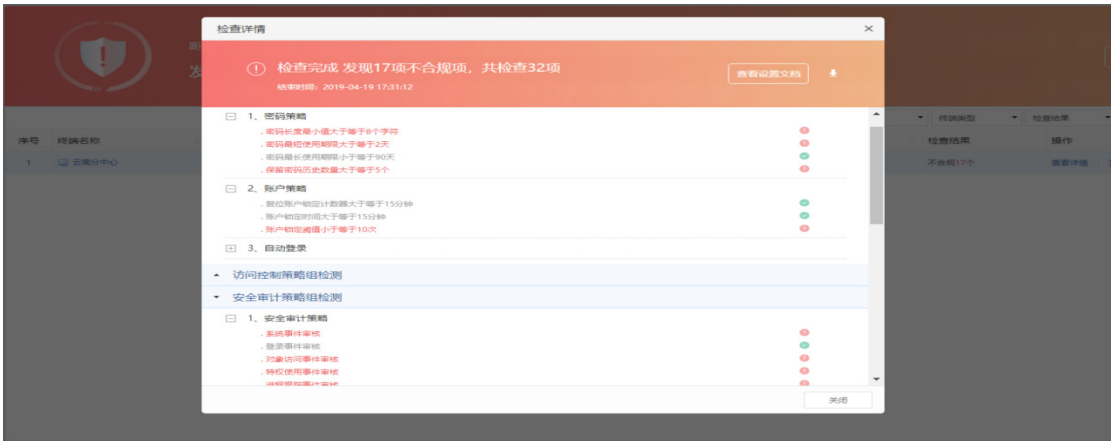 检查详情
检查完成 发现17项不合规项，共检查32项
查看设置文档
结束时间：2019-04-19 17:31:12
1、密码策略
. 密码长度最小值大于等于8个字符
. 密码最短使用期限大于等于2天
. 密码最长使用期限小于等于90天
. 保留密码历史数量大于等于5个
2、账户策略
. 复位账户锁定计数器大于等于15分钟
. 账户锁定时间大于等于15分钟
. 账户锁定阈值小于等于10次
3、自动登录
访问控制策略组检测
安全审计策略组检测
1、安全审计策略
. 系统事件审核
. 登录事件审核
. 对象访问事件审核
. 特权使用事件审核
. 进程跟踪事件审核
关闭
发
终端类型
检查结果
序号 终端名称 检查结果 操作
1 云南分中心 不合规17个 查看详情